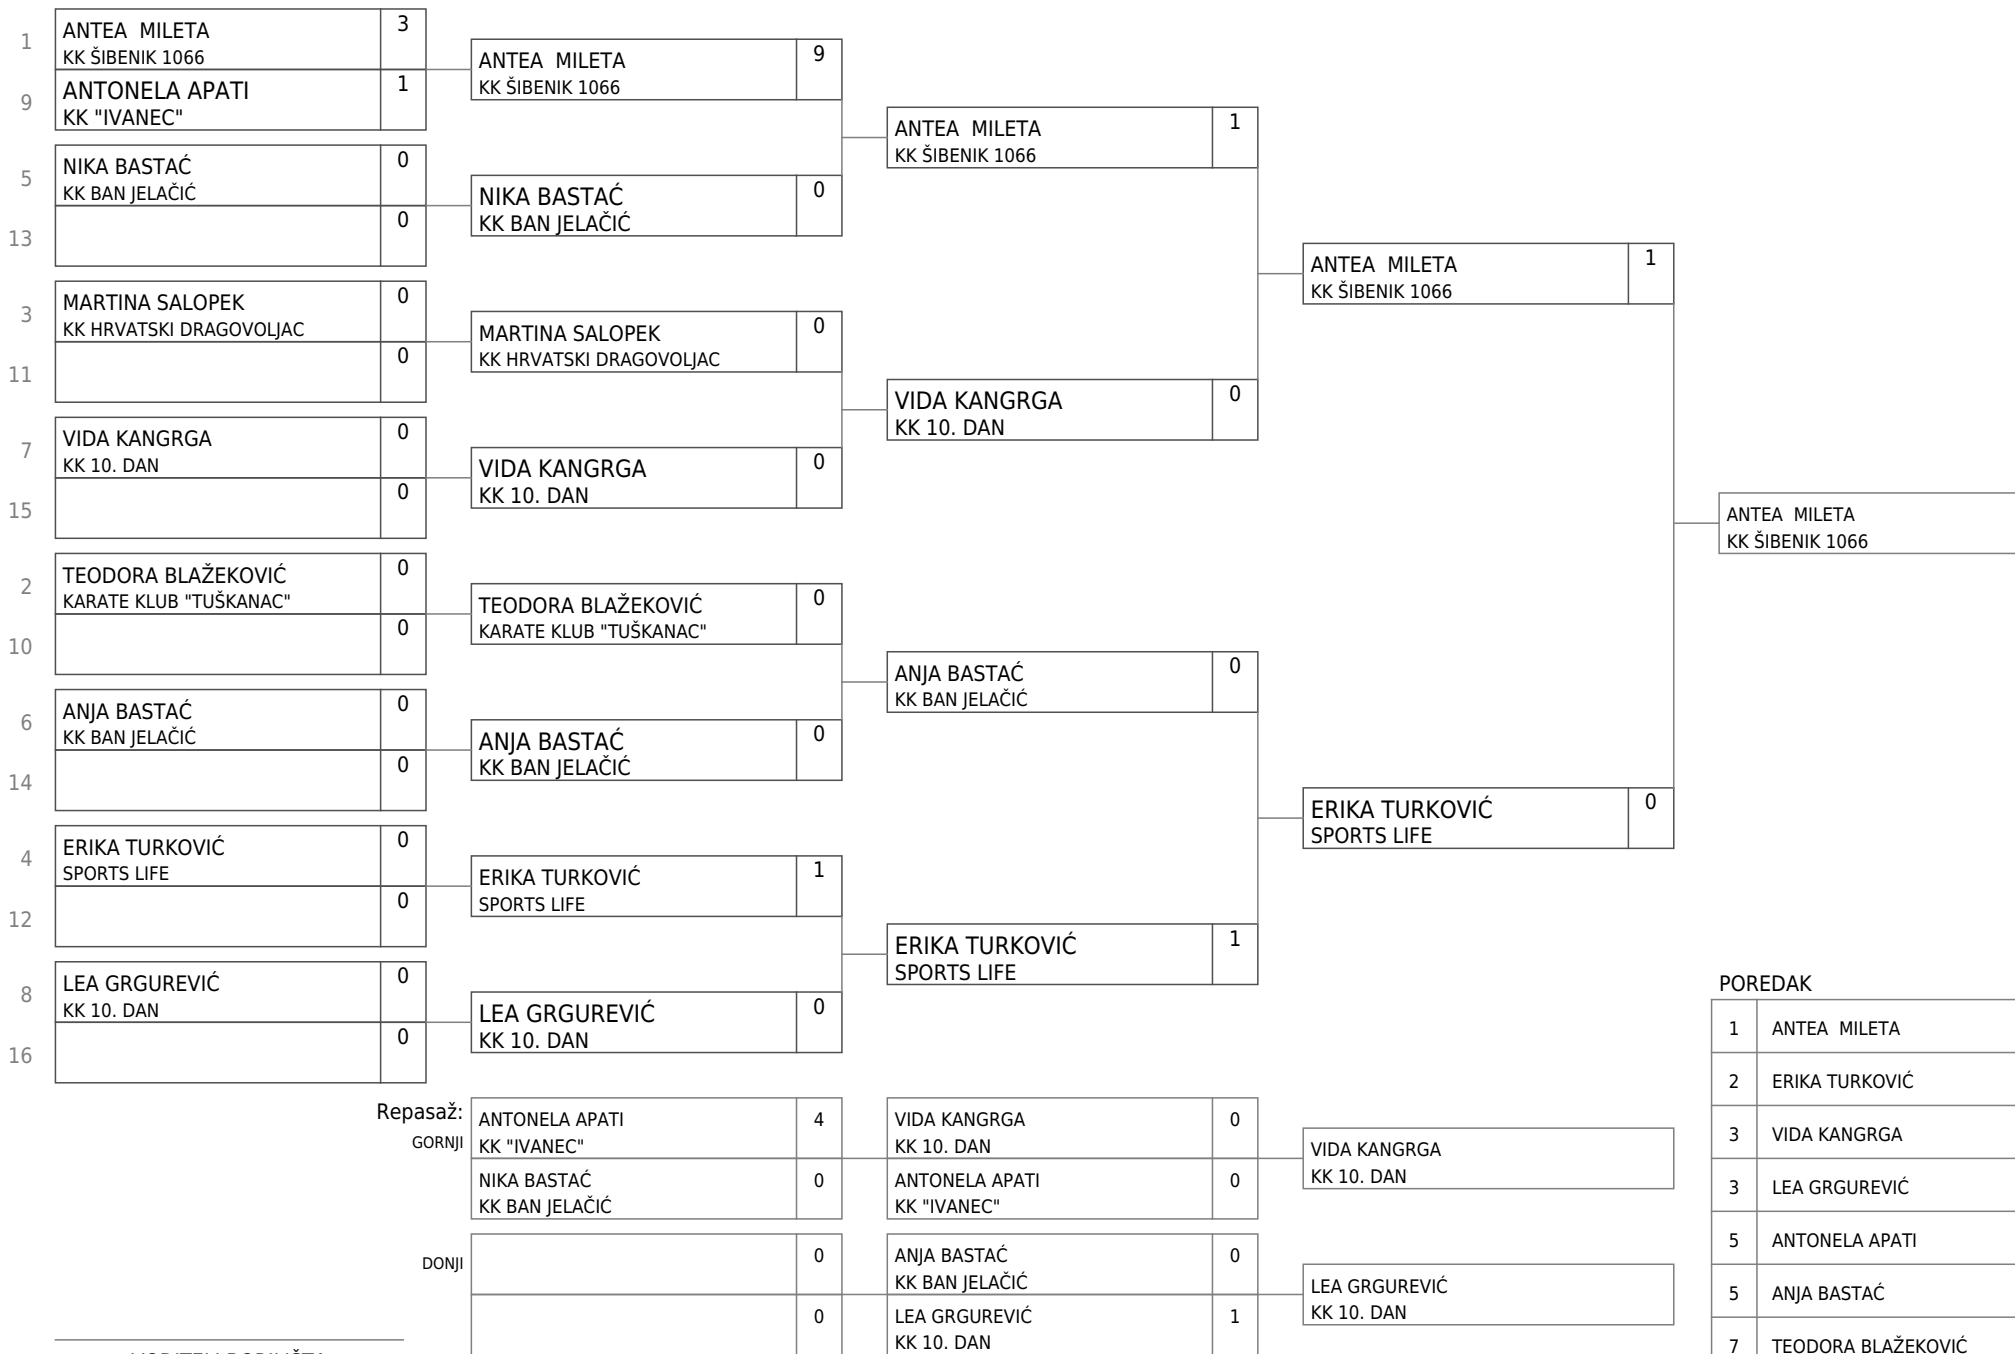 1
ANTEA MILETA
KK ŠIBENIK 1066
3
9
ANTONELA APATI
KK "IVANEC"
1
5
NIKA BASTAĆ
KK BAN JELAČIĆ
0
13
0
3
MARTINA SALOPEK
KK HRVATSKI DRAGOVOLJAC
0
11
0
7
VIDA KANGRGA
KK 10. DAN
0
15
0
2
TEODORA BLAŽEKOVIĆ
KARATE KLUB "TUŠKANAC"
0
10
0
6
ANJA BASTAĆ
KK BAN JELAČIĆ
0
14
0
4
ERIKA TURKOVIĆ
SPORTS LIFE
0
12
0
8
LEA GRGUREVIĆ
KK 10. DAN
0
16
0
ANTEA MILETA
KK ŠIBENIK 1066
9
NIKA BASTAĆ
KK BAN JELAČIĆ
0
MARTINA SALOPEK
KK HRVATSKI DRAGOVOLJAC
0
VIDA KANGRGA
KK 10. DAN
0
TEODORA BLAŽEKOVIĆ
KARATE KLUB "TUŠKANAC"
0
ANJA BASTAĆ
KK BAN JELAČIĆ
0
ERIKA TURKOVIĆ
SPORTS LIFE
1
LEA GRGUREVIĆ
KK 10. DAN
0
ANTEA MILETA
KK ŠIBENIK 1066
1
VIDA KANGRGA
KK 10. DAN
0
ANJA BASTAĆ
KK BAN JELAČIĆ
0
ERIKA TURKOVIĆ
SPORTS LIFE
1
ANTEA MILETA
KK ŠIBENIK 1066
1
ERIKA TURKOVIĆ
SPORTS LIFE
0
ANTEA MILETA
KK ŠIBENIK 1066
Repasaž:
GORNJI
ANTONELA APATI
KK "IVANEC"
4
NIKA BASTAĆ
KK BAN JELAČIĆ
0
VIDA KANGRGA
KK 10. DAN
0
ANTONELA APATI
KK "IVANEC"
0
VIDA KANGRGA
KK 10. DAN
DONJI
0
0
ANJA BASTAĆ
KK BAN JELAČIĆ
0
LEA GRGUREVIĆ
KK 10. DAN
1
LEA GRGUREVIĆ
KK 10. DAN
POREDAK
1 ANTEA MILETA
2 ERIKA TURKOVIĆ
3 VIDA KANGRGA
3 LEA GRGUREVIĆ
5 ANTONELA APATI
5 ANJA BASTAĆ
7 TEODORA BLAŽEKOVIĆ